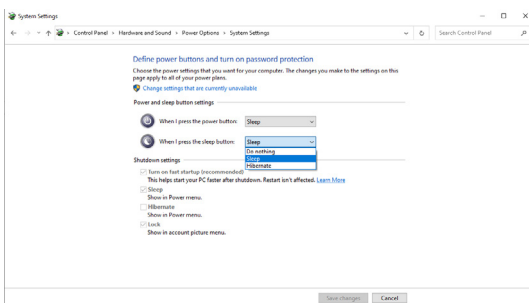 System Settings
Control Panel > Hardware and Sound > Power Options > System Settings
Search Control Panel
Define power buttons and turn on password protection
Choose the power settings that you want for your computer. The changes you make to the settings on this
page apply to all of your power plans.
Change settings that are currently unavailable
Power and sleep button settings
When I press the power button: Sleep
When I press the sleep button: Sleep
Do nothing
Sleep
Hibernate
Shutdown settings
Turn on fast startup (recommended)
This helps start your PC faster after shutdown. Restart isn't affected. Learn More
Sleep
Show in Power menu.
Hibernate
Show in Power menu.
Lock
Show in account picture menu.
Save changes Cancel